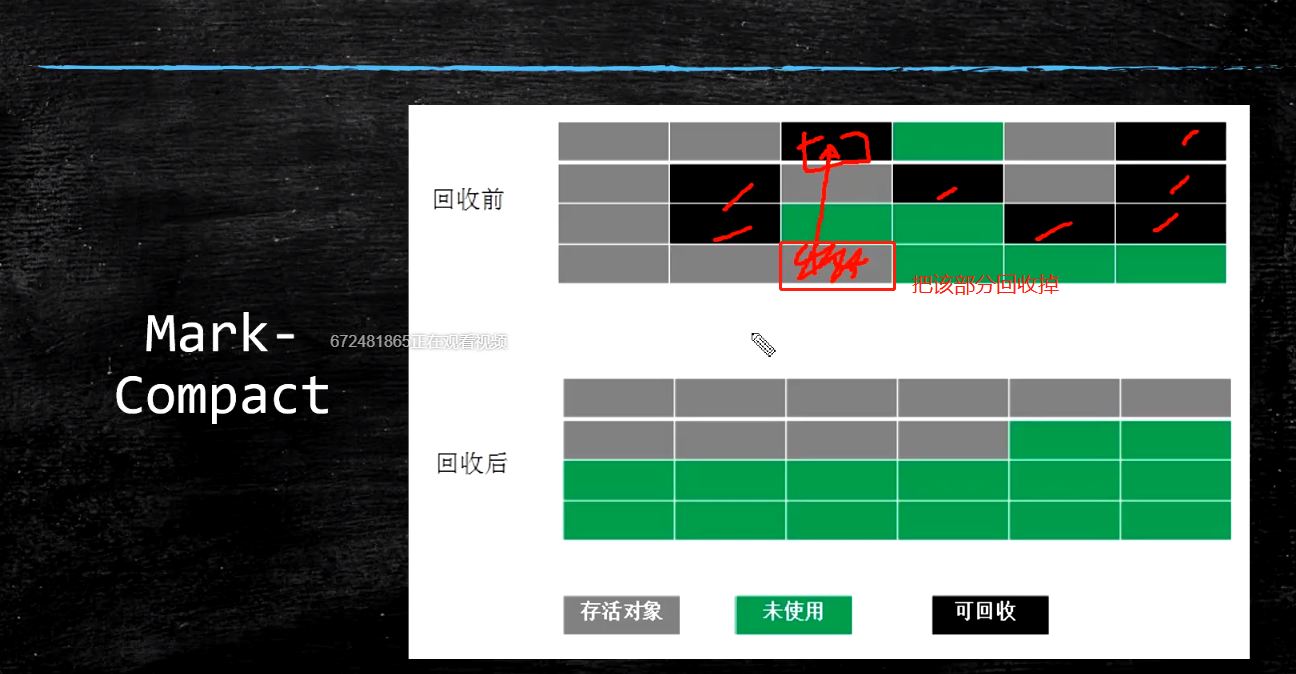 回收前
把该部分回收掉
Mark-
Compact
672481865正在观看视频
回收后
存活对象
未使用
可回收